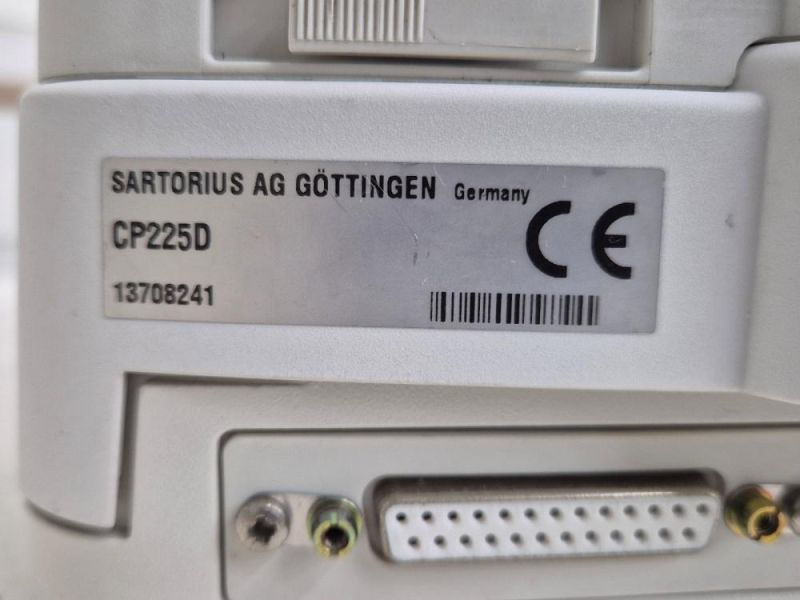 SARTORIUS AG GÖTTINGEN Germany
CP225D
13708241
CE